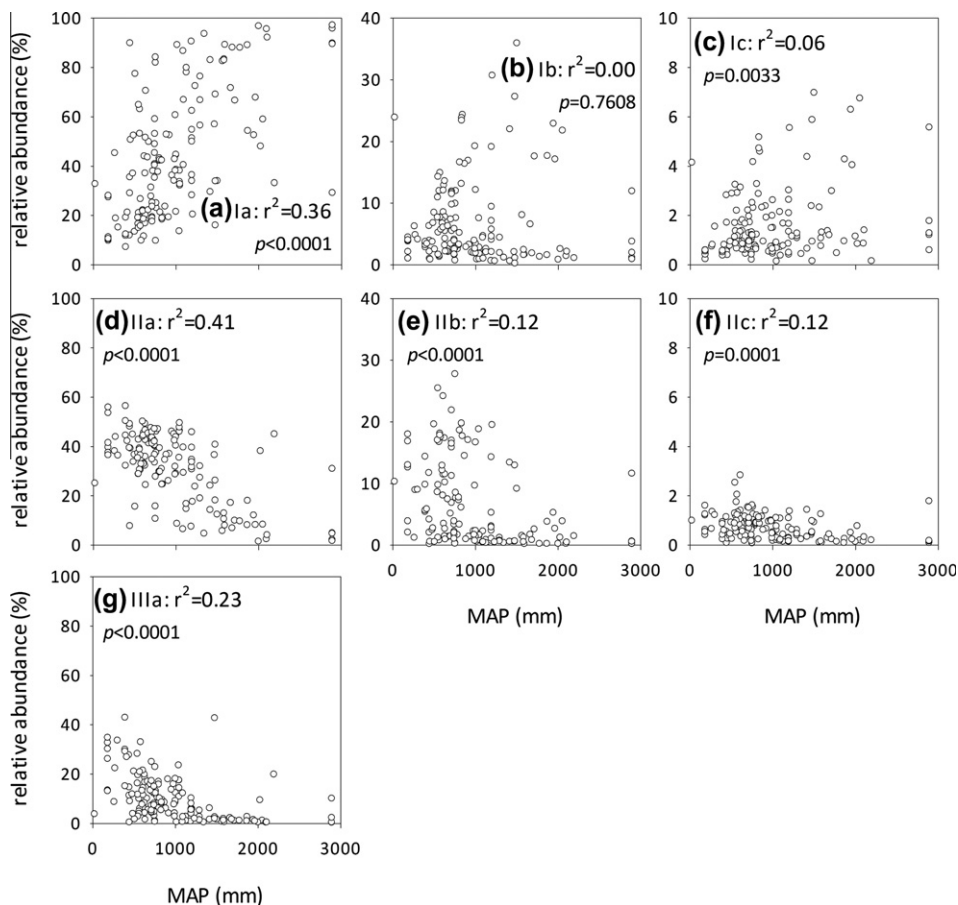 relative abundance (%)
100
80
60
40
20
0
(a) Ia: r²=0.36
p<0.0001
40
30
20
10
0
(b) Ib: r²=0.00
p=0.7608
10
8
6
4
2
0
0 1000 2000 3000
(c) Ic: r²=0.06
p=0.0033
relative abundance (%)
100
80
60
40
20
0
(d) IIa: r²=0.41
p<0.0001
40
30
20
10
0
(e) IIb: r²=0.12
p<0.0001
0 1000 2000 3000
MAP (mm)
10
8
6
4
2
0
(f) IIc: r²=0.12
p=0.0001
0 1000 2000 3000
MAP (mm)
relative abundance (%)
100
80
60
40
20
0
(g) IIIa: r²=0.23
p<0.0001
0 1000 2000 3000
MAP (mm)